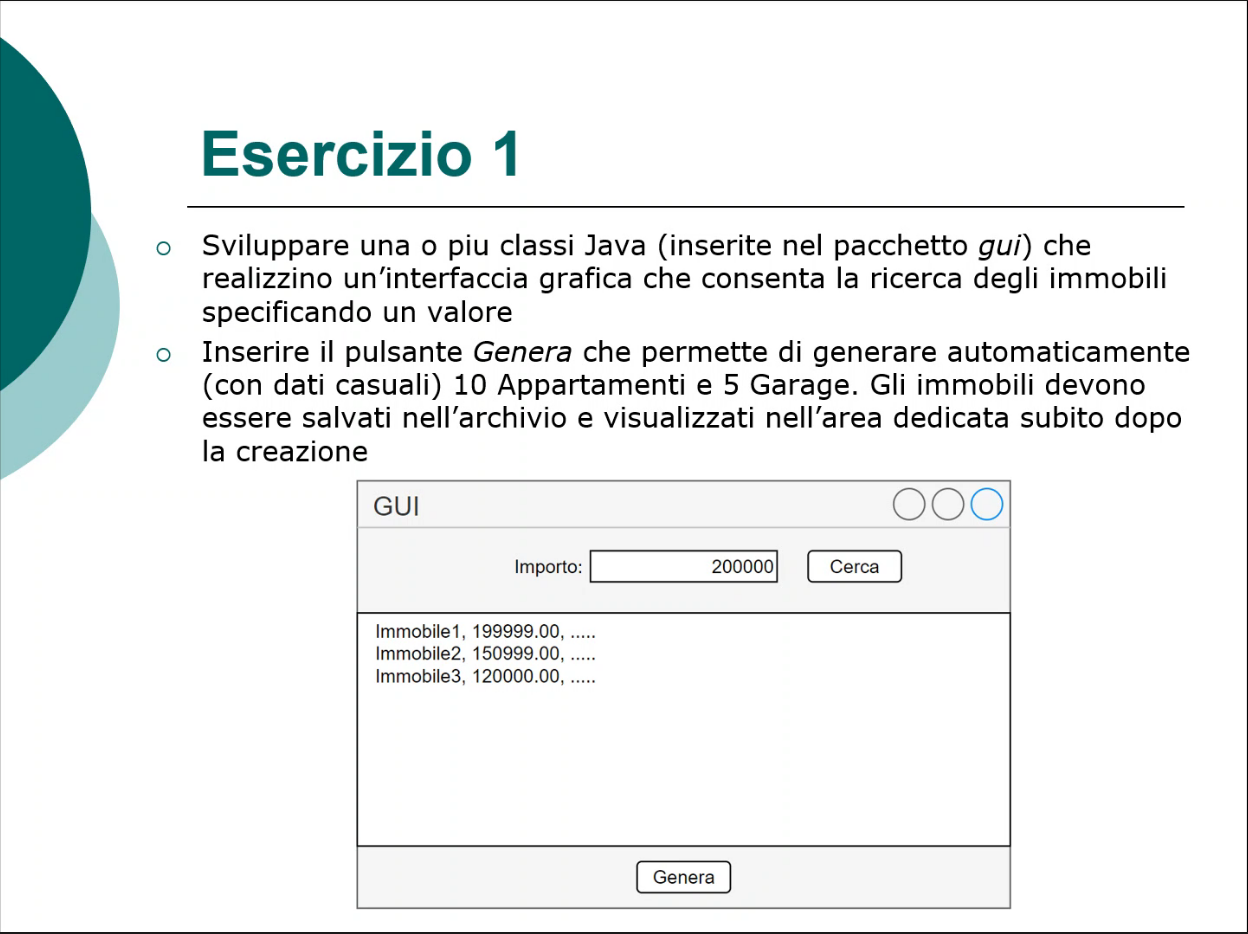 Esercizio 1
Sviluppare una o piu classi Java (inserite nel pacchetto gui) che
realizzino un’interfaccia grafica che consenta la ricerca degli immobili
specificando un valore
Inserire il pulsante Genera che permette di generare automaticamente
(con dati casuali) 10 Appartamenti e 5 Garage. Gli immobili devono
essere salvati nell’archivio e visualizzati nell’area dedicata subito dopo
la creazione
GUI
Importo: 200000 Cerca
Immobile1, 199999.00, .....
Immobile2, 150999.00, .....
Immobile3, 120000.00, .....
Genera